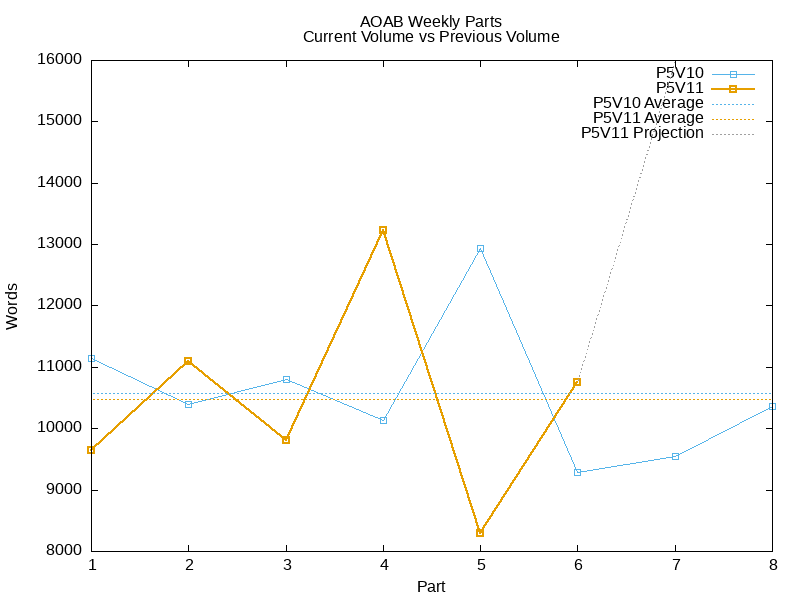 AOAB Weekly Parts
Current Volume vs Previous Volume
16000
15000
14000
13000
12000
11000
10000
9000
8000
Words
P5V10
P5V11
P5V10 Average
P5V11 Average
P5V11 Projection
1 2 3 4 5 6 7 8
Part